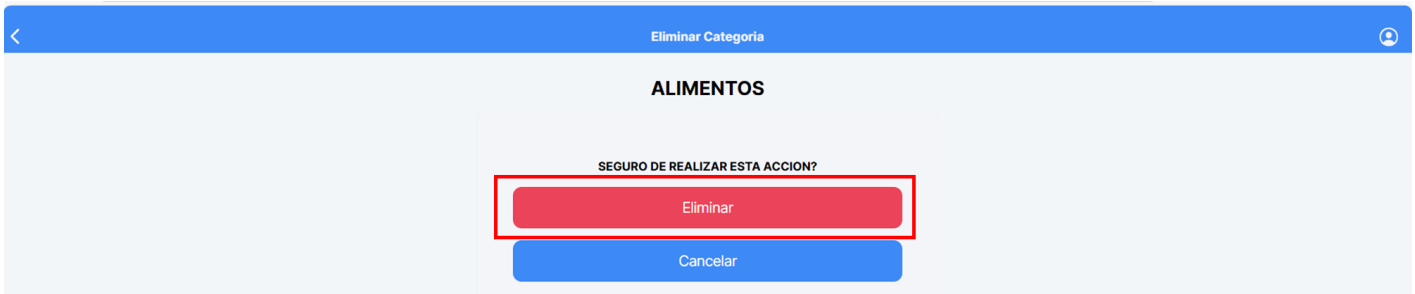 Eliminar Categoria
ALIMENTOS
SEGURO DE REALIZAR ESTA ACCION?
Eliminar
Cancelar